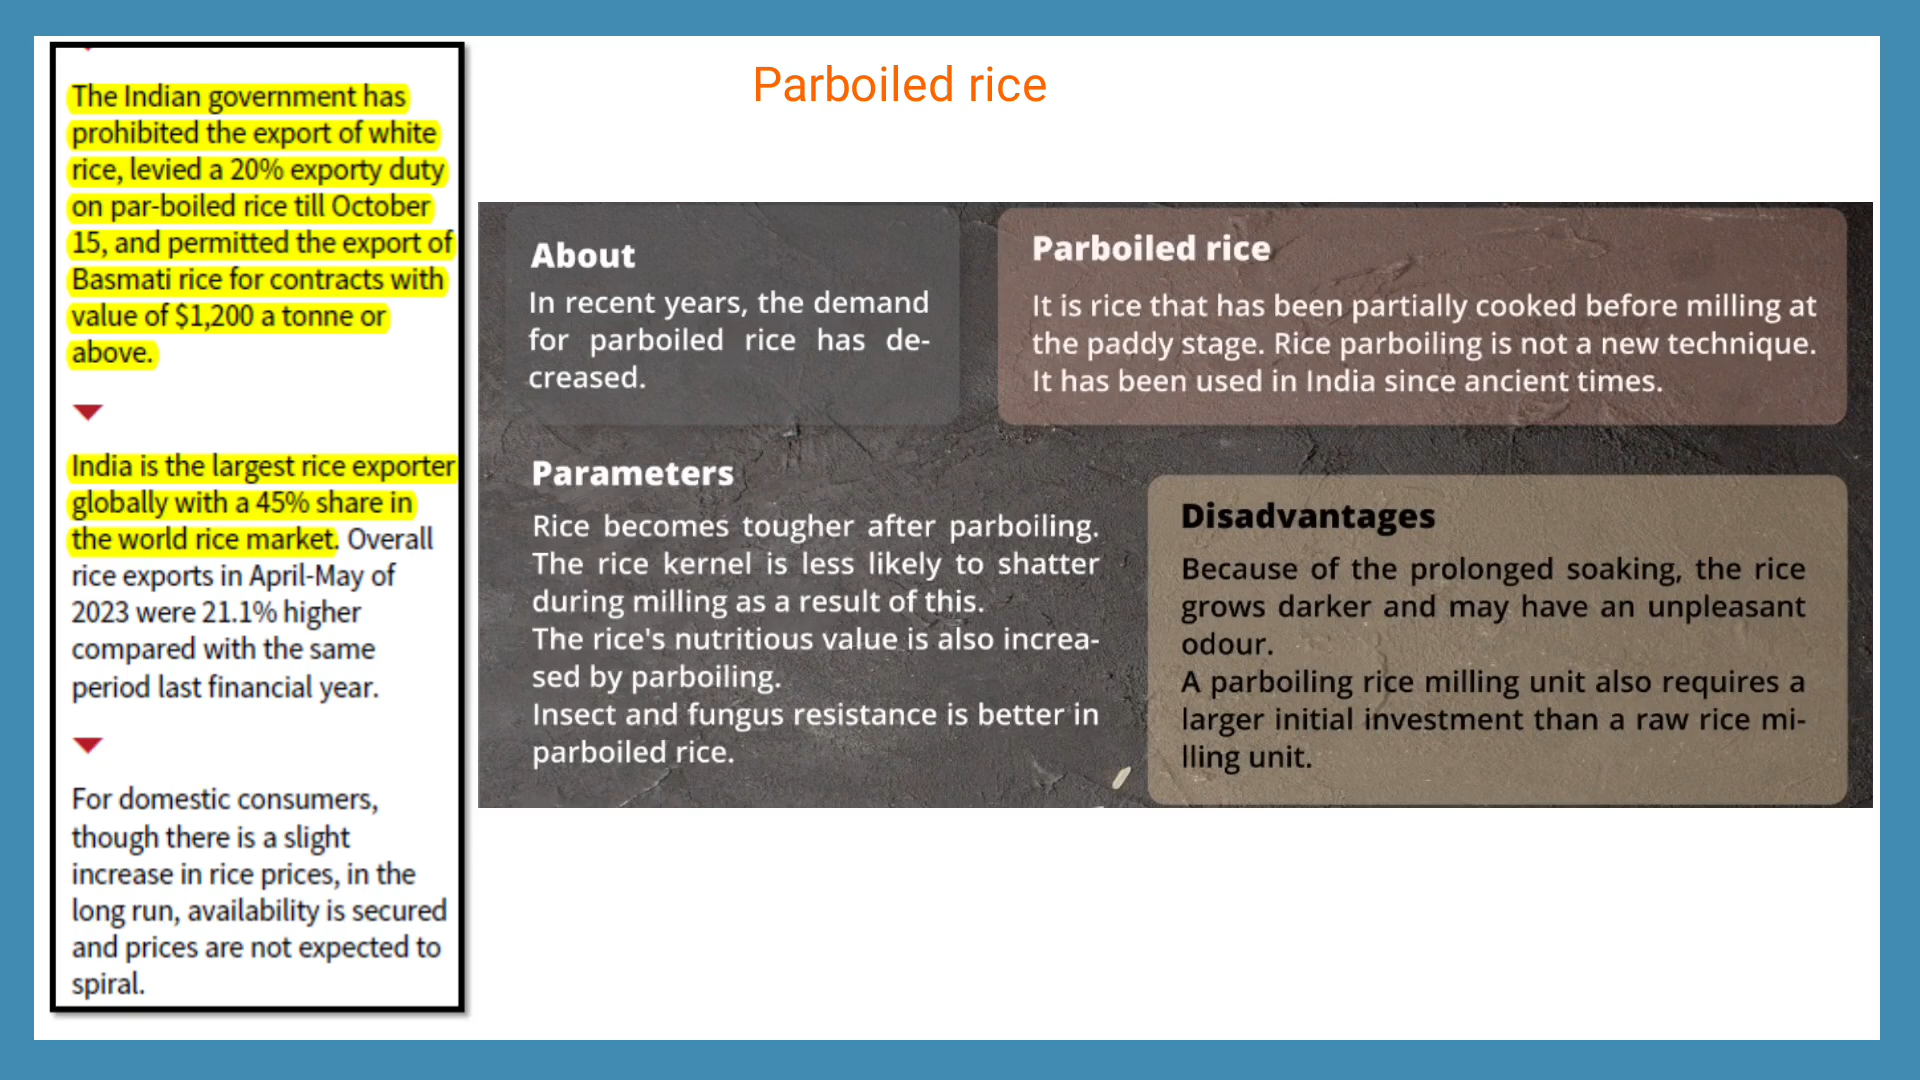 Parboiled rice
The Indian government has
prohibited the export of white
rice, levied a 20% exporty duty
on par-boiled rice till October
15, and permitted the export of
Basmati rice for contracts with
value of $1,200 a tonne or
above.
India is the largest rice exporter
globally with a 45% share in
the world rice market. Overall
rice exports in April-May of
2023 were 21.1% higher
compared with the same
period last financial year.
For domestic consumers,
though there is a slight
increase in rice prices, in the
long run, availability is secured
and prices are not expected to
spiral.
About
In recent years, the demand
for parboiled rice has de-
creased.
Parboiled rice
It is rice that has been partially cooked before milling at
the paddy stage. Rice parboiling is not a new technique.
It has been used in India since ancient times.
Parameters
Rice becomes tougher after parboiling.
The rice kernel is less likely to shatter
during milling as a result of this.
The rice's nutritious value is also increa-
sed by parboiling.
Insect and fungus resistance is better in
parboiled rice.
Disadvantages
Because of the prolonged soaking, the rice
grows darker and may have an unpleasant
odour.
A parboiling rice milling unit also requires a
larger initial investment than a raw rice mi-
lling unit.